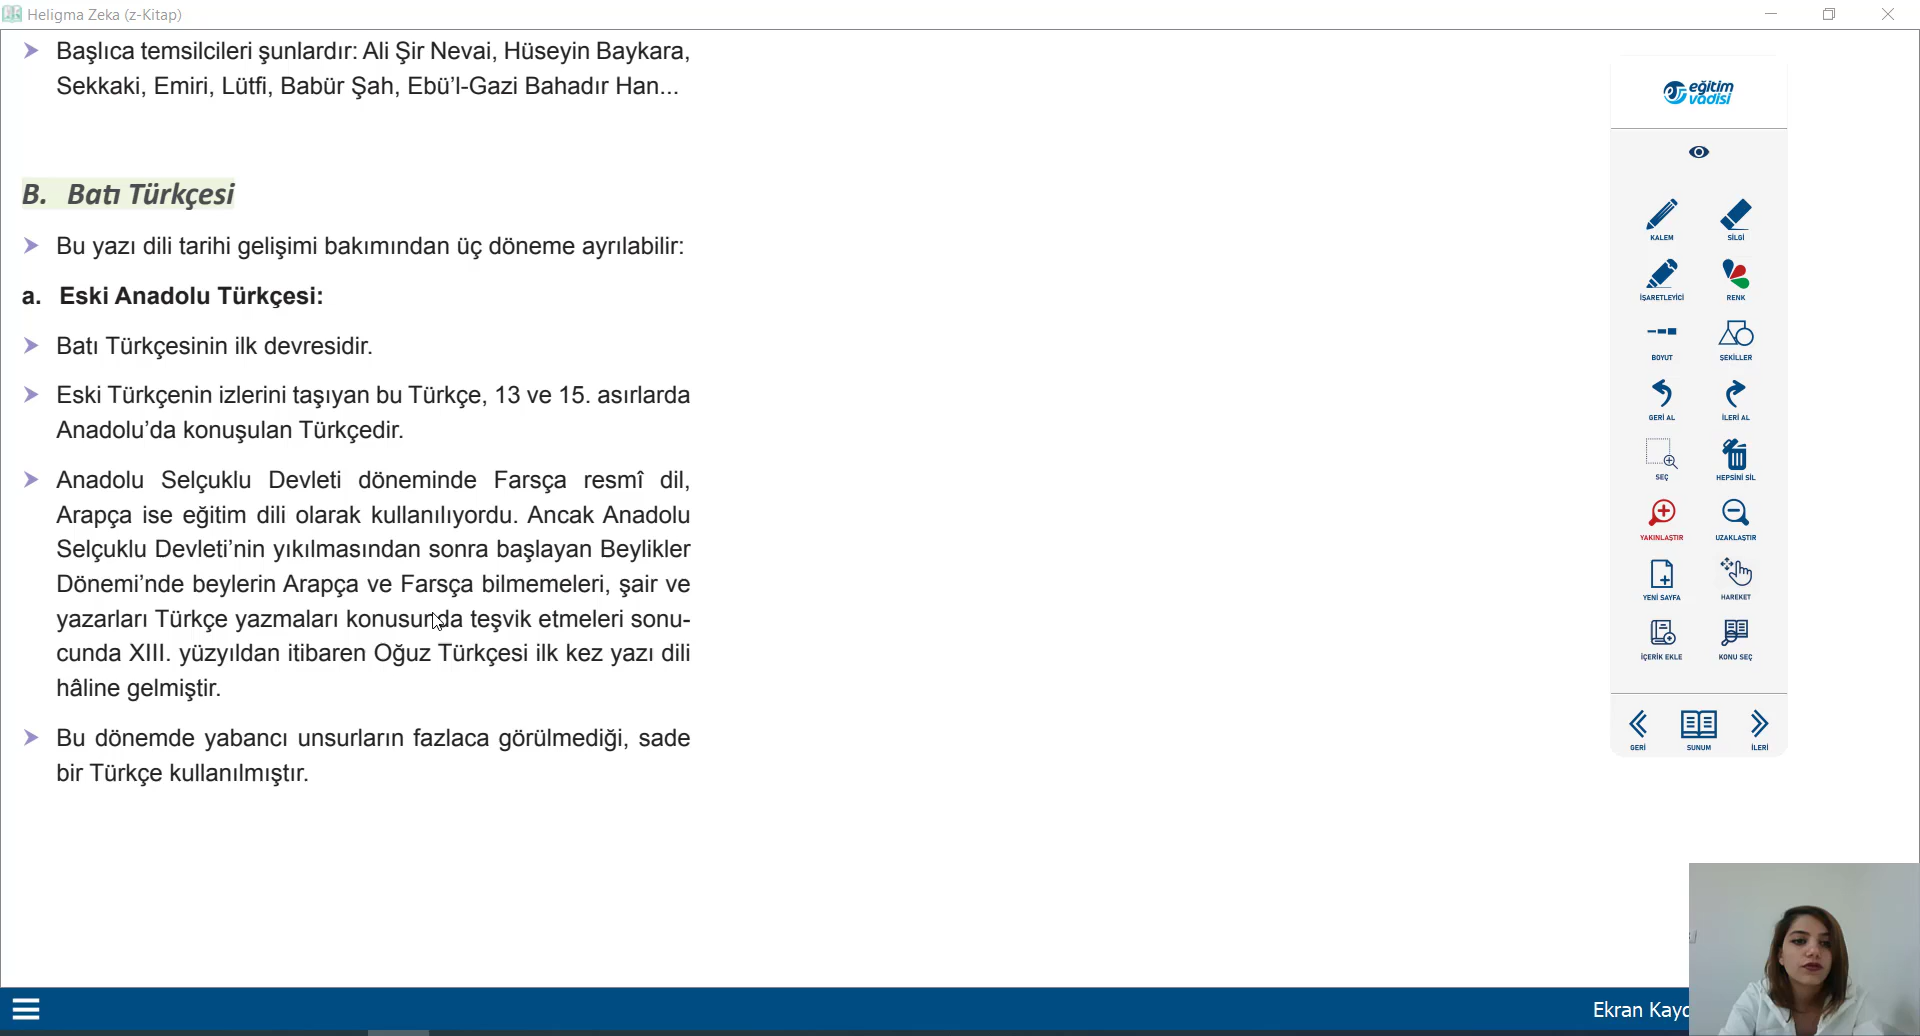 Heligma Zeka (z-Kitap)
Başlıca temsilcileri şunlardır: Ali Şir Nevai, Hüseyin Baykara,
Sekkaki, Emiri, Lütfi, Babür Şah, Ebü’l-Gazi Bahadır Han...
B. Batı Türkçesi
Bu yazı dili tarihi gelişimi bakımından üç döneme ayrılabilir:
a. Eski Anadolu Türkçesi:
Batı Türkçesinin ilk devresidir.
Eski Türkçenin izlerini taşıyan bu Türkçe, 13 ve 15. asırlarda
Anadolu’da konuşulan Türkçedir.
Anadolu Selçuklu Devleti döneminde Farsça resmî dil,
Arapça ise eğitim dili olarak kullanılıyordu. Ancak Anadolu
Selçuklu Devleti’nin yıkılmasından sonra başlayan Beylikler
Dönemi’nde beylerin Arapça ve Farsça bilmemeleri, şair ve
yazarları Türkçe yazmaları konusunda teşvik etmeleri sonu-
cunda XIII. yüzyıldan itibaren Oğuz Türkçesi ilk kez yazı dili
hâline gelmiştir.
Bu dönemde yabancı unsurların fazlaca görülmediği, sade
bir Türkçe kullanılmıştır.
eğitim
vadisi
KALEM SİLGİ
İŞARETLEYİCİ RENK
BOYUT ŞEKİLLER
GERİ AL İLERİ AL
SEÇ HEPSİNİ SİL
YAKINLAŞTIR UZAKLAŞTIR
YENİ SAYFA HAREKET
İÇERİK EKLE KONU SEÇ
GERİ SUNUM İLERİ
Ekran